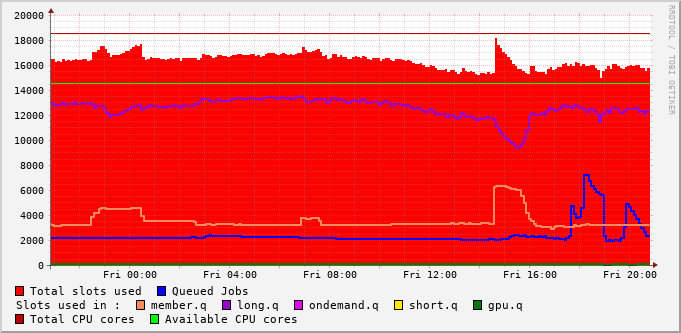 20000
18000
16000
14000
12000
10000
8000
6000
4000
2000
0
Fri 00:00 Fri 04:00 Fri 08:00 Fri 12:00 Fri 16:00 Fri 20:00
RRDTOOL / TOBI OETIKER
Total slots used Queued Jobs
Slots used in : member.q long.q ondemand.q short.q gpu.q
Total CPU cores Available CPU cores